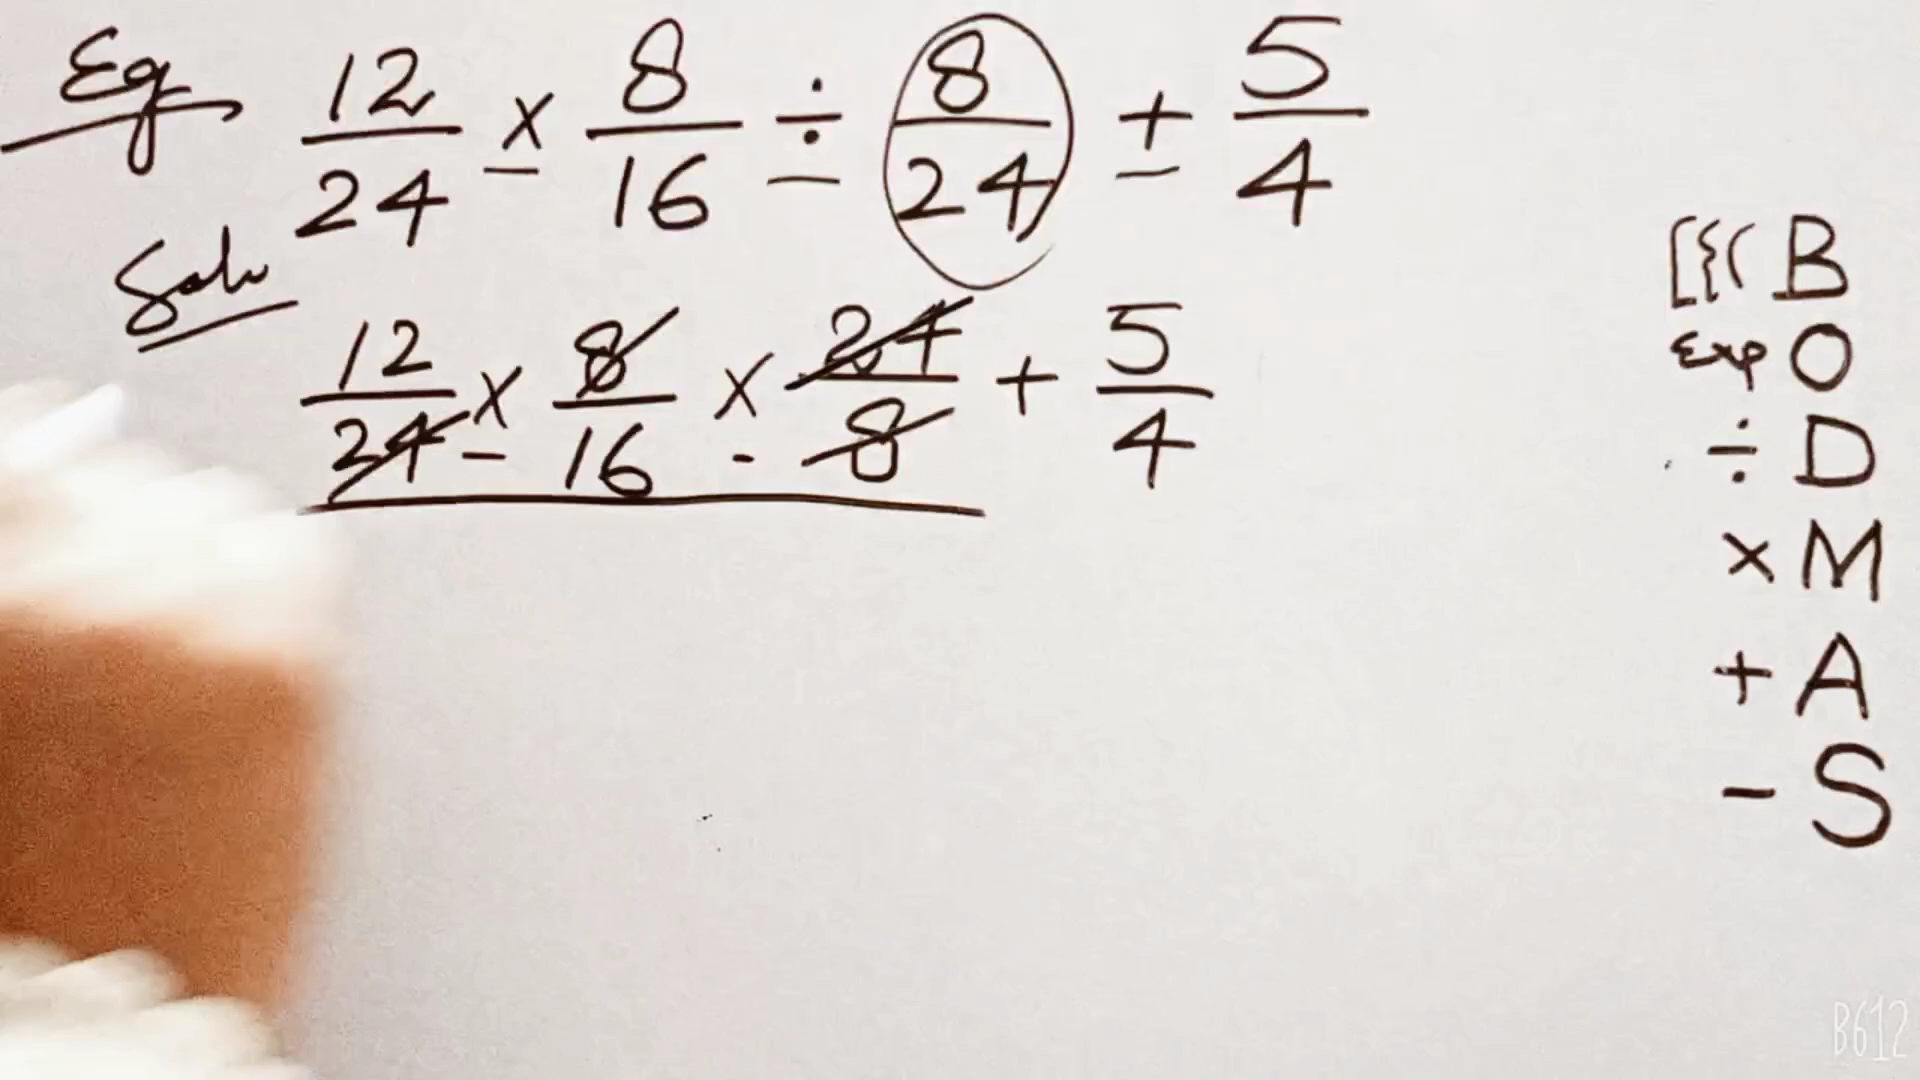 Eg 12/24 × 8/16 ÷ 8/24 + 5/4
Soln 12/24 × 8/16 × 24/8 + 5/4
[{( B
Exp O
÷ D
× M
+ A
- S
B612